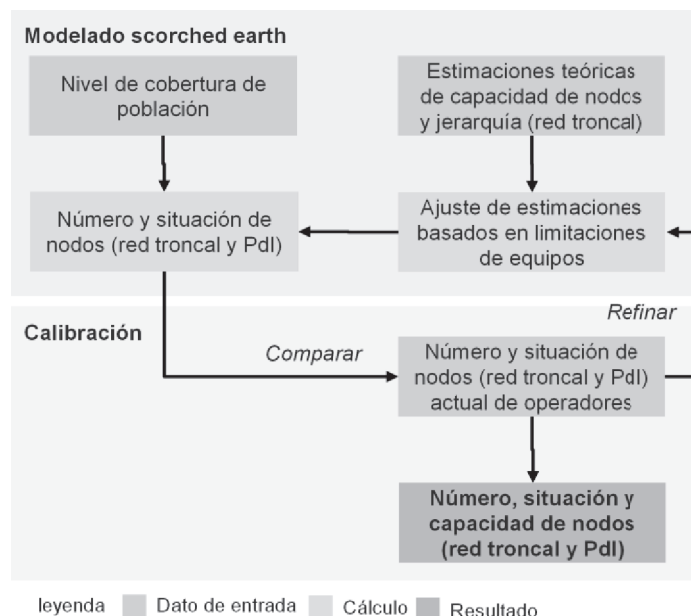 Modelado scorched earth
Nivel de cobertura de
población
Estimaciones teóricas
de capacidad de nodos
y jerarquía (red troncal)
Número y situación de
nodos (red troncal y PdI)
Ajuste de estimaciones
basados en limitaciones
de equipos
Refinar
Calibración
Comparar
Número y situación de
nodos (red troncal y PdI)
actual de operadores
Número, situación y
capacidad de nodos
(red troncal y PdI)
leyenda Dato de entrada Cálculo Resultado